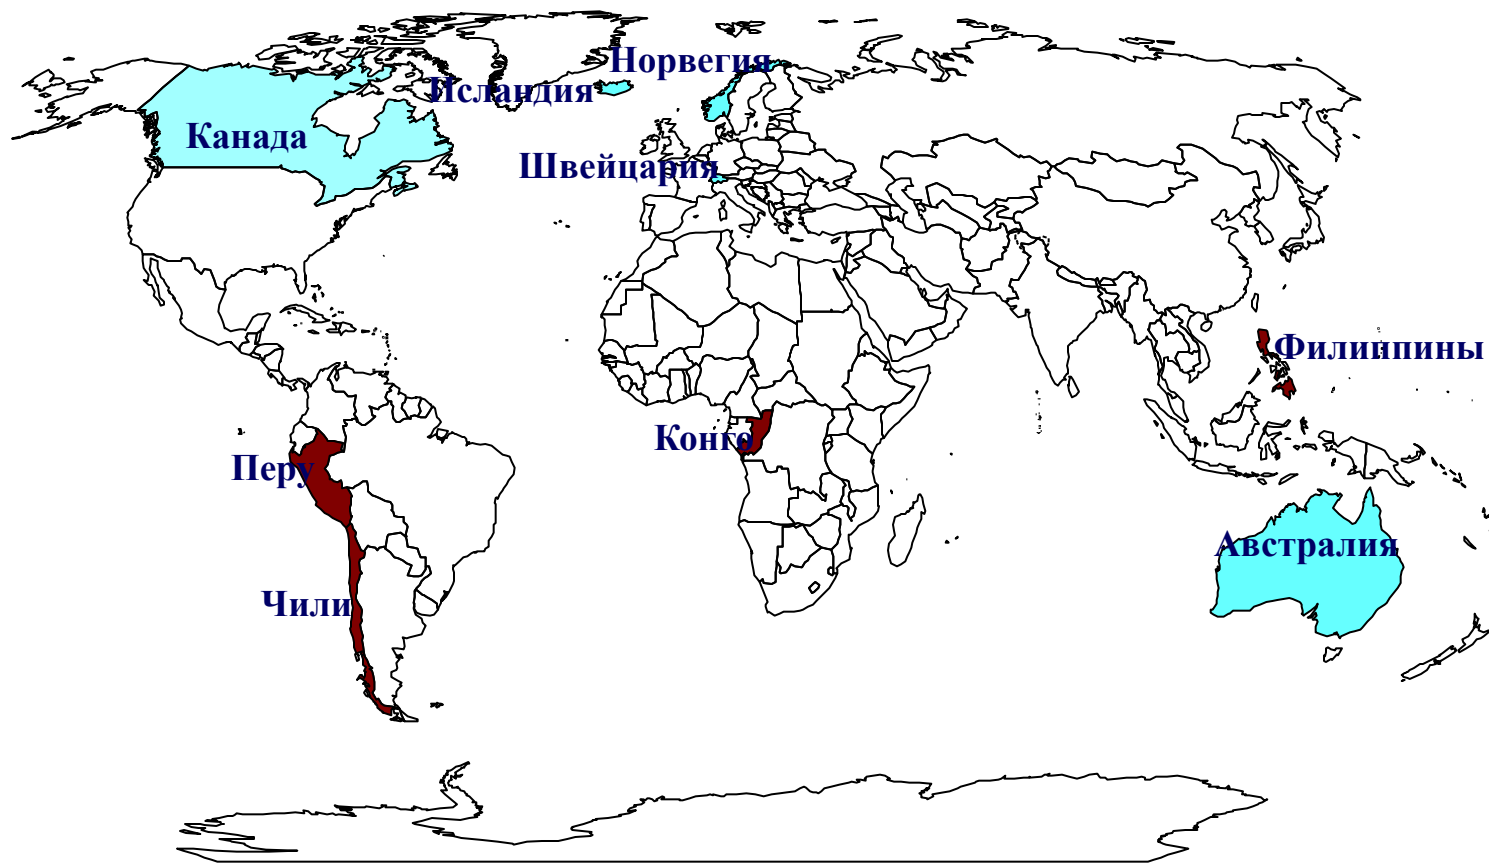 Норвегия
Исландия
Канада
Швейцария
Филиппины
Конго
Перу
Австралия
Чили